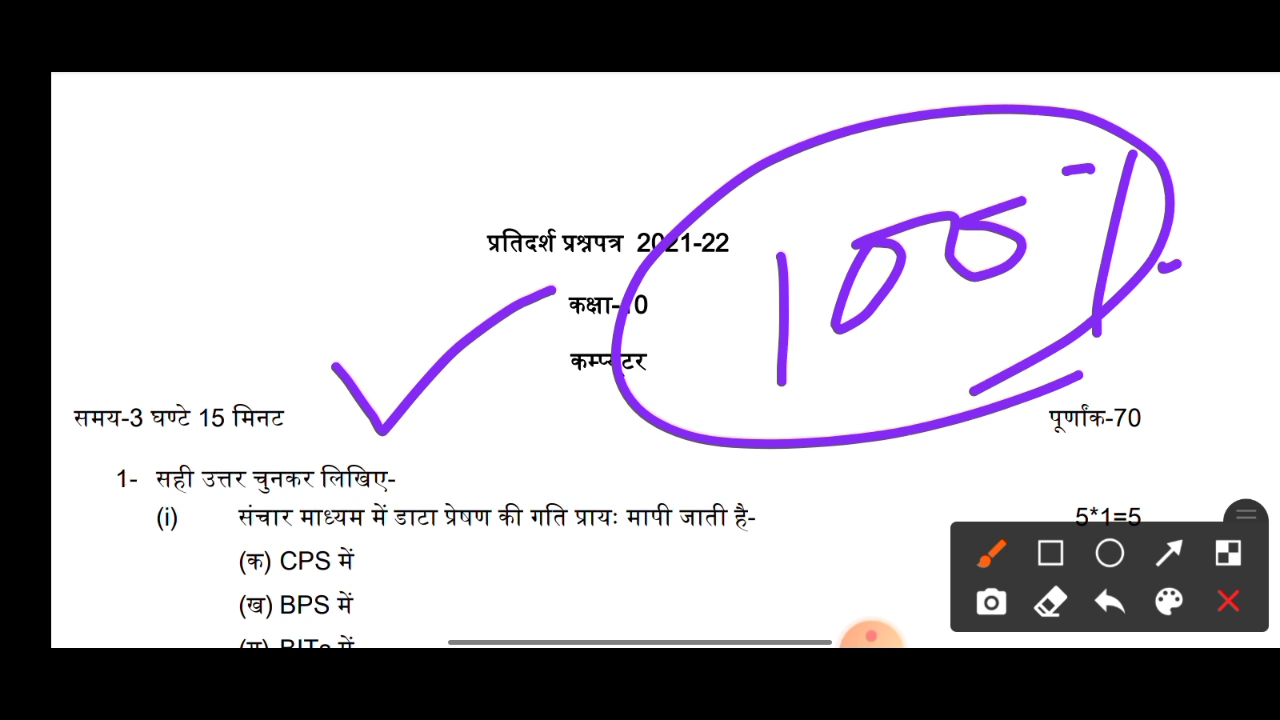 प्रतिदर्श प्रश्नपत्र 2021-22
100%
कक्षा-10
कम्प्यूटर
समय-3 घण्टे 15 मिनट
पूर्णांक-70
1- सही उत्तर चुनकर लिखिए-
(i) संचार माध्यम में डाटा प्रेषण की गति प्रायः मापी जाती है- 5*1=5
(क) CPS में
(ख) BPS में
(ग) BITs में